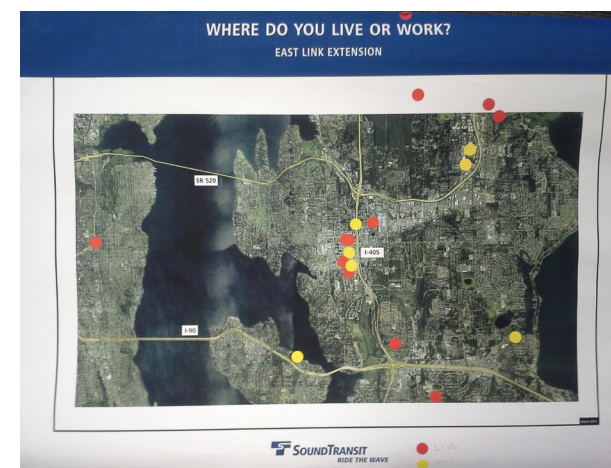 WHERE DO YOU LIVE OR WORK?
EAST LINK EXTENSION
SR 520
I-405
I-90
SOUNDTRANSIT
RIDE THE WAVE